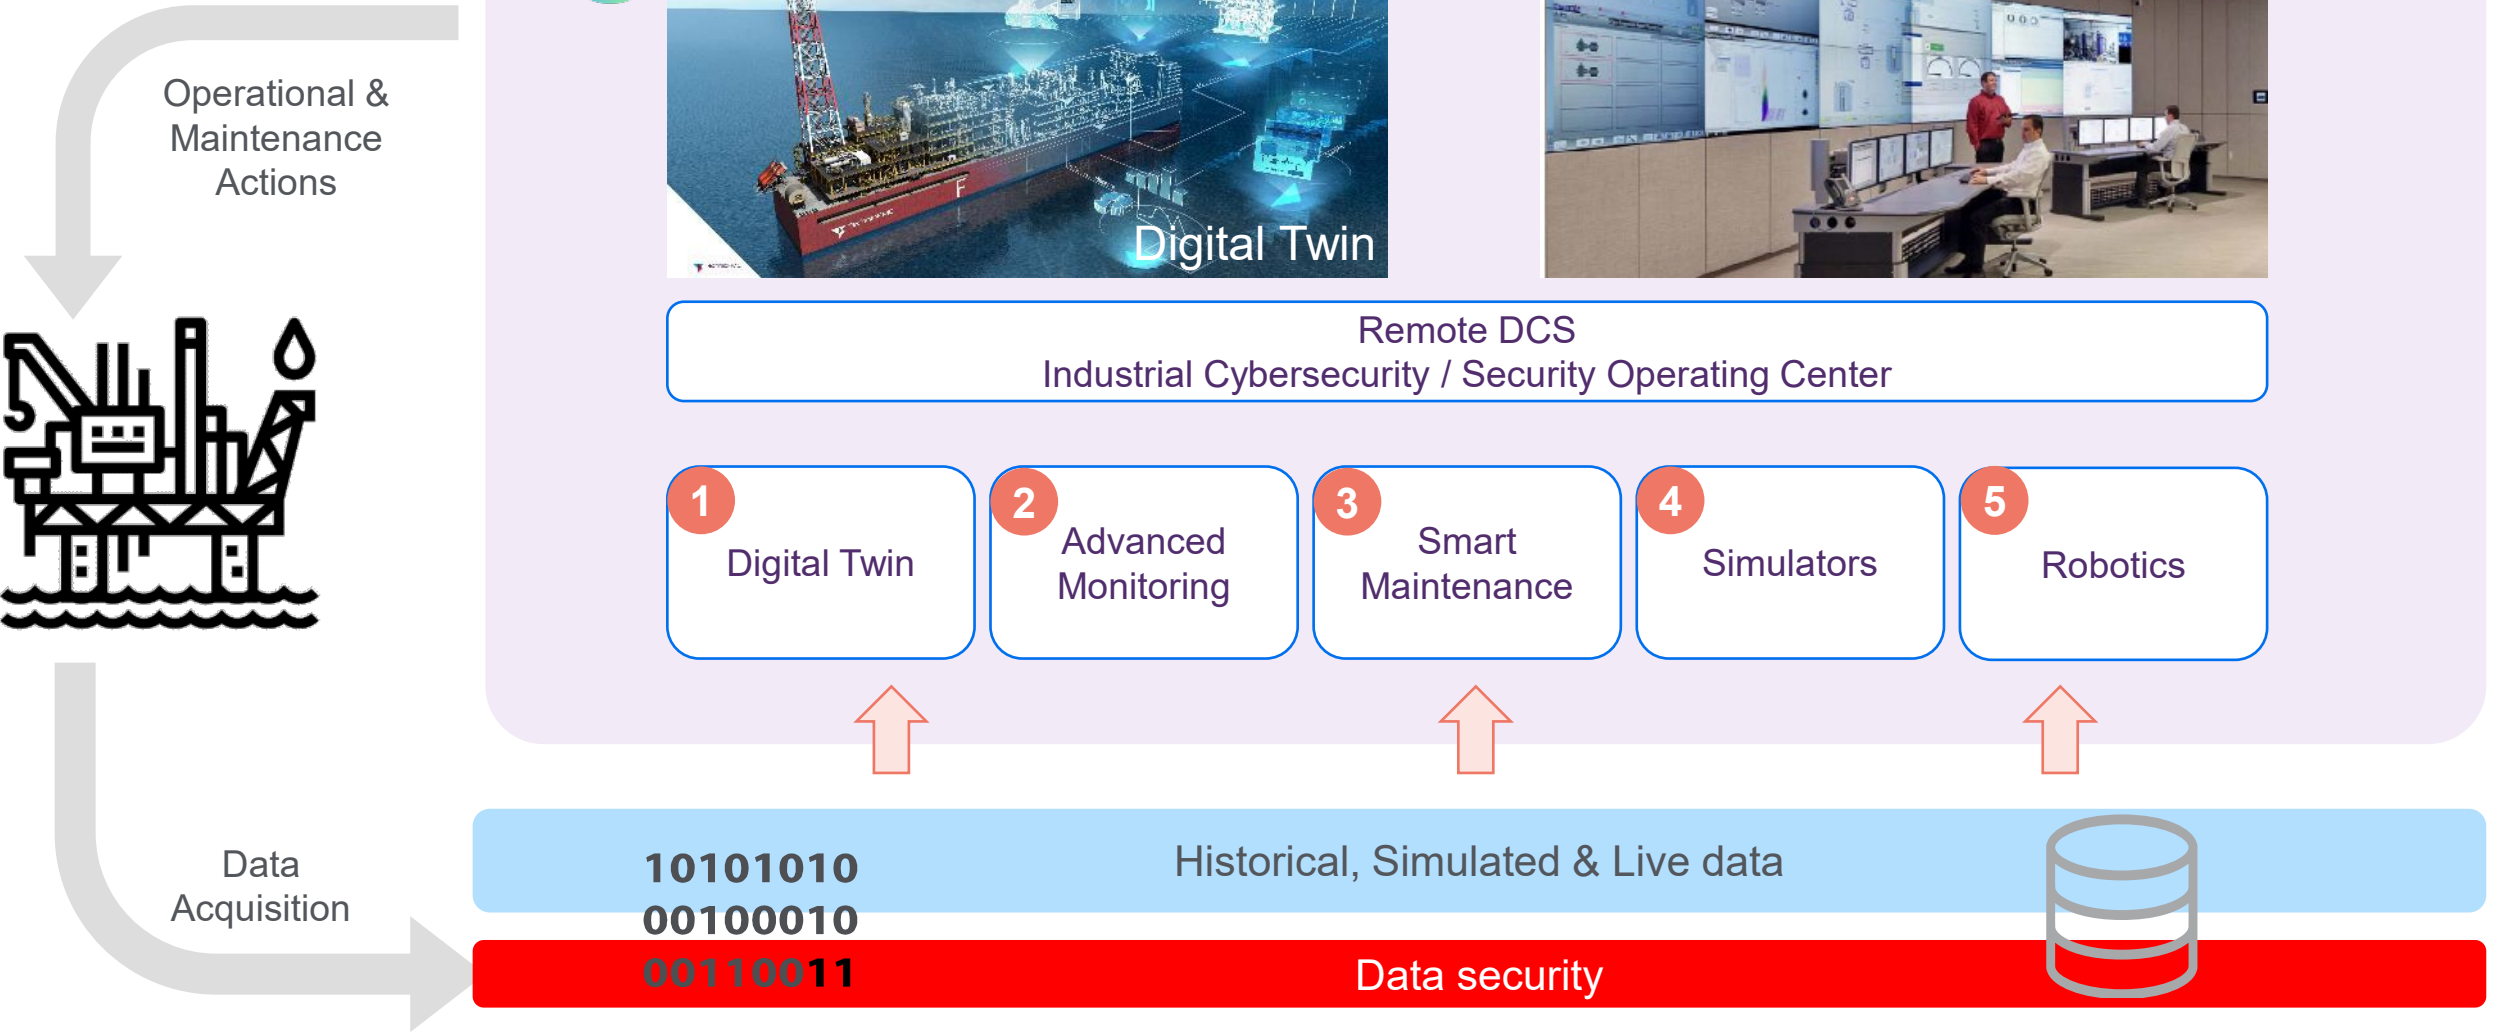 Operational &
Maintenance
Actions
Digital Twin
Remote DCS
Industrial Cybersecurity / Security Operating Center
1
Digital Twin
2
Advanced
Monitoring
3
Smart
Maintenance
4
Simulators
5
Robotics
Data
Acquisition
10101010
00100010
00110011
Historical, Simulated & Live data
Data security